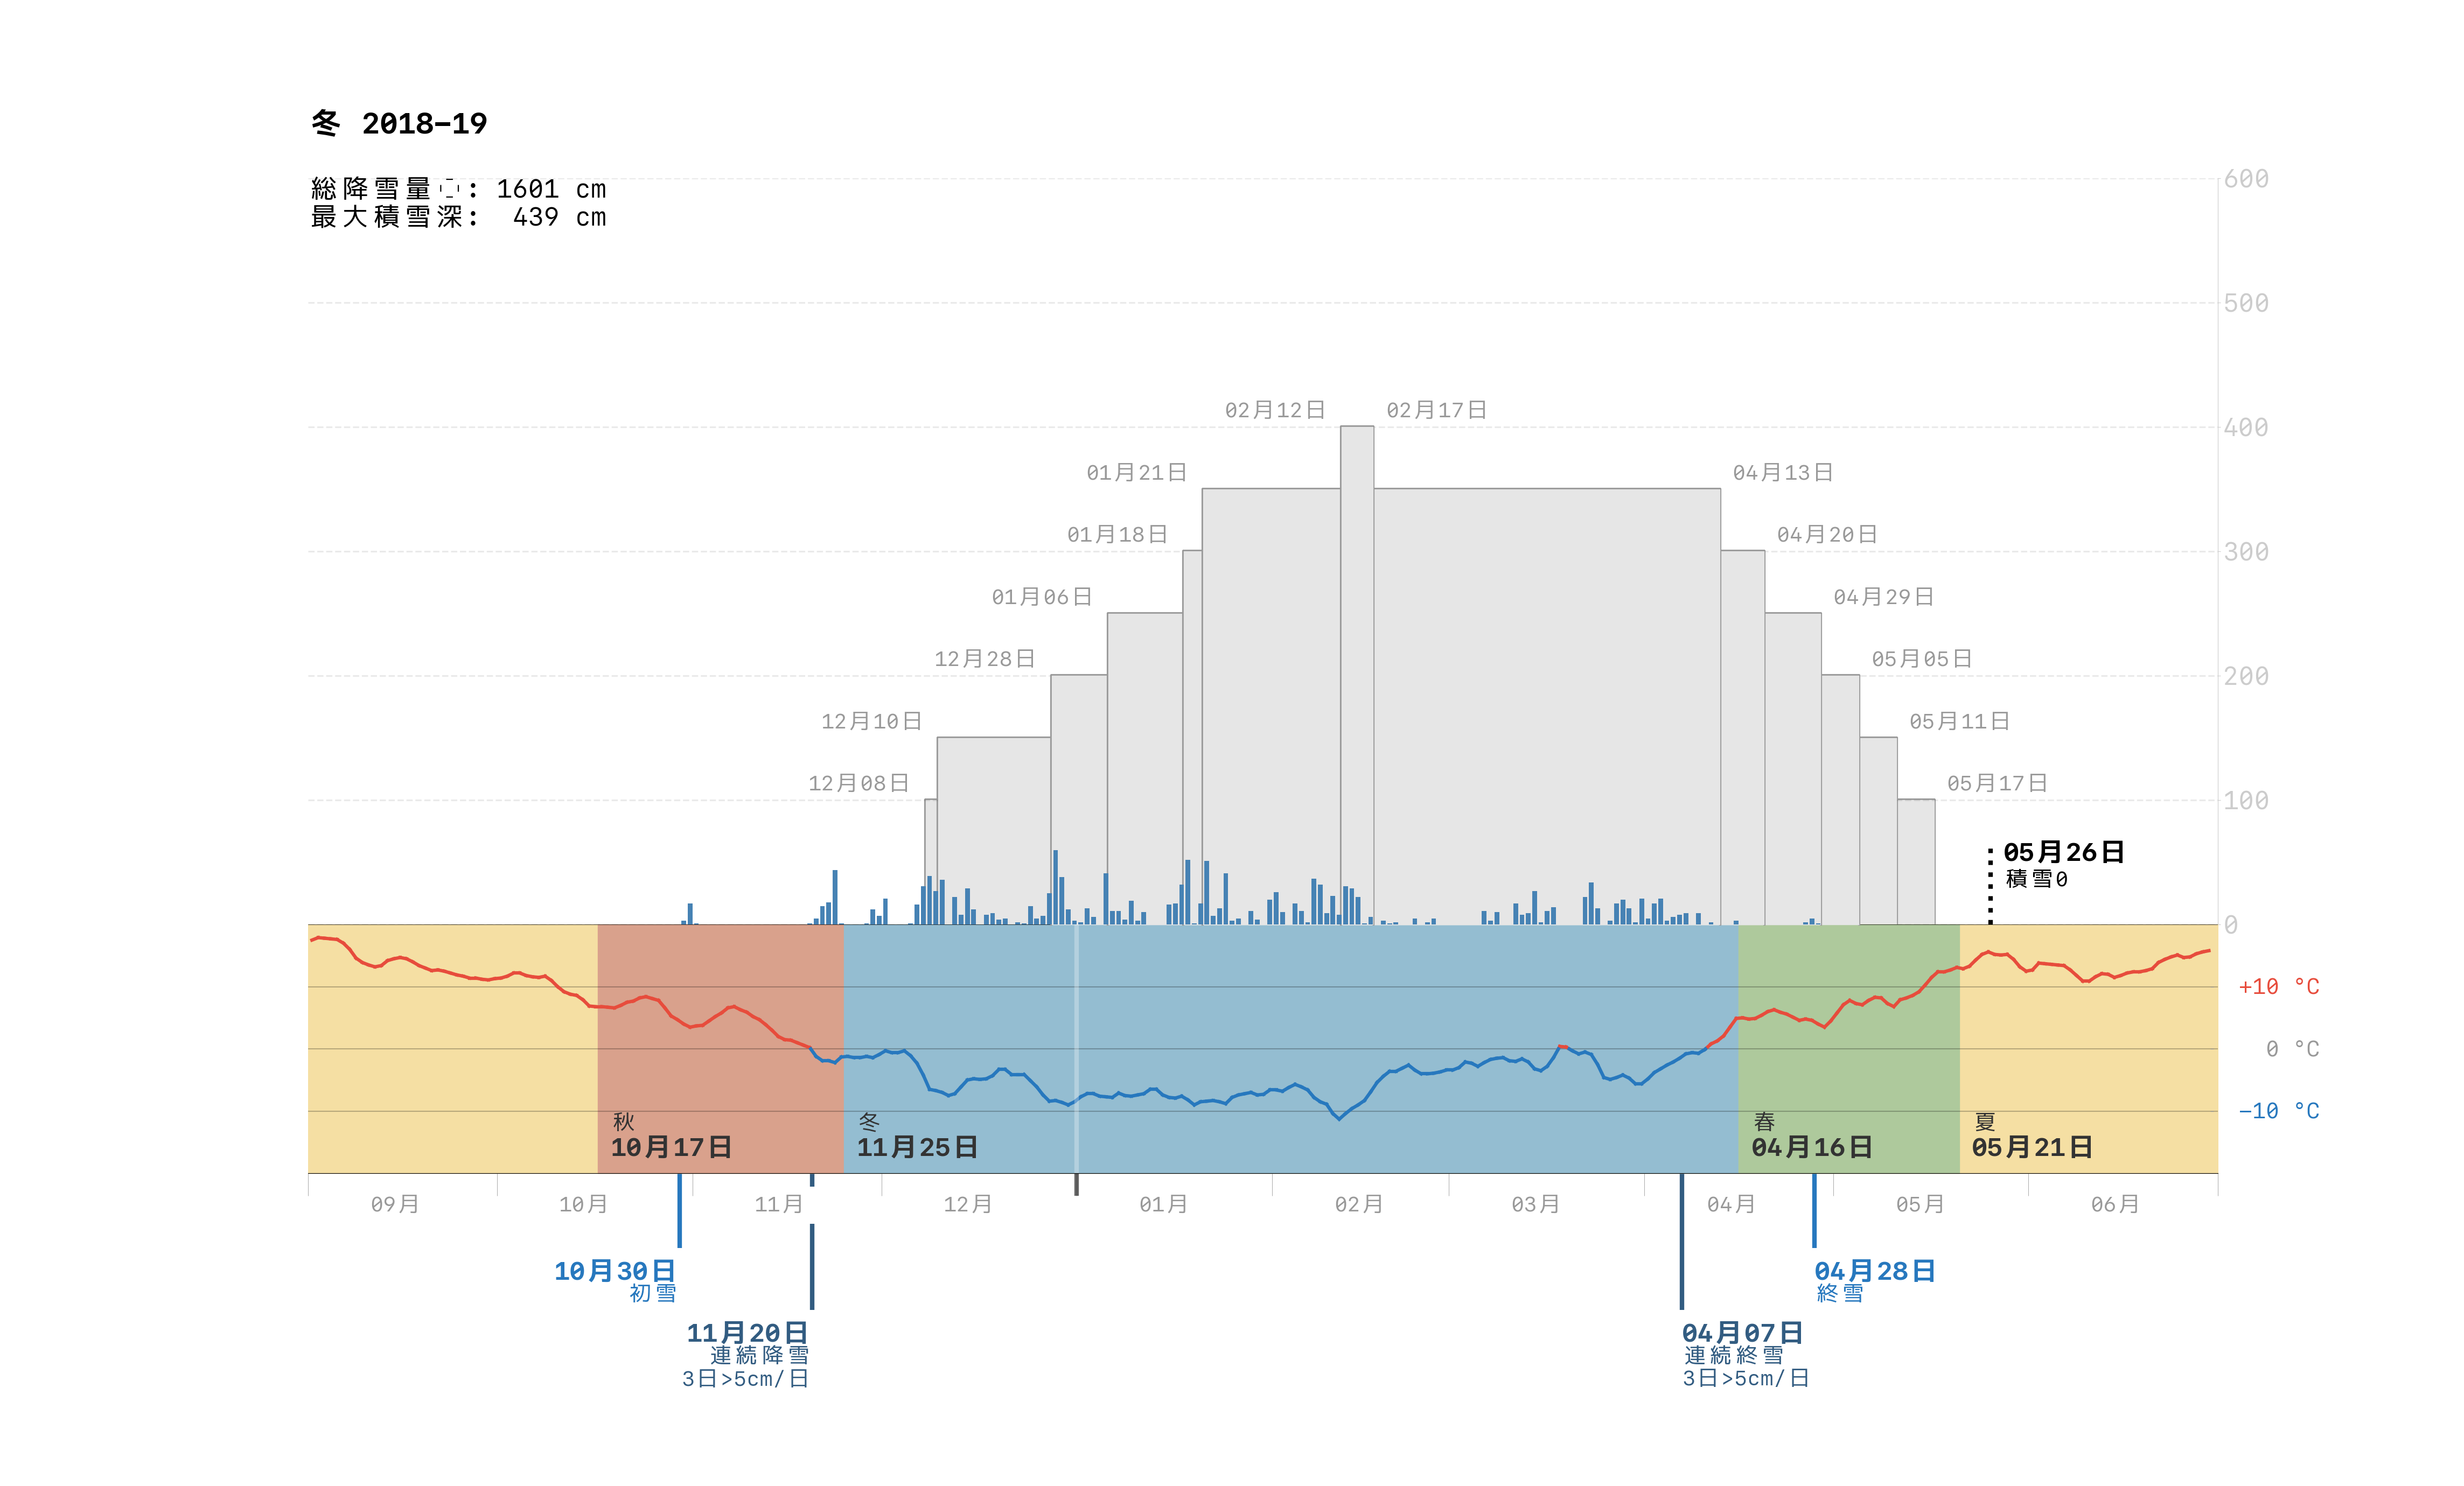 冬 2018−19
総降雪量: 1601 cm
最大積雪深: 439 cm
600
500
400
300
200
100
0
02月12日
02月17日
01月21日
04月13日
01月18日
04月20日
01月06日
04月29日
12月28日
05月05日
12月10日
05月11日
12月08日
05月17日
05月26日
積雪0
+10 °C
0 °C
−10 °C
秋
10月17日
冬
11月25日
春
04月16日
夏
05月21日
09月
10月
11月
12月
01月
02月
03月
04月
05月
06月
10月30日
初雪
04月28日
終雪
11月20日
連続降雪
3日>5cm/日
04月07日
連続終雪
3日>5cm/日